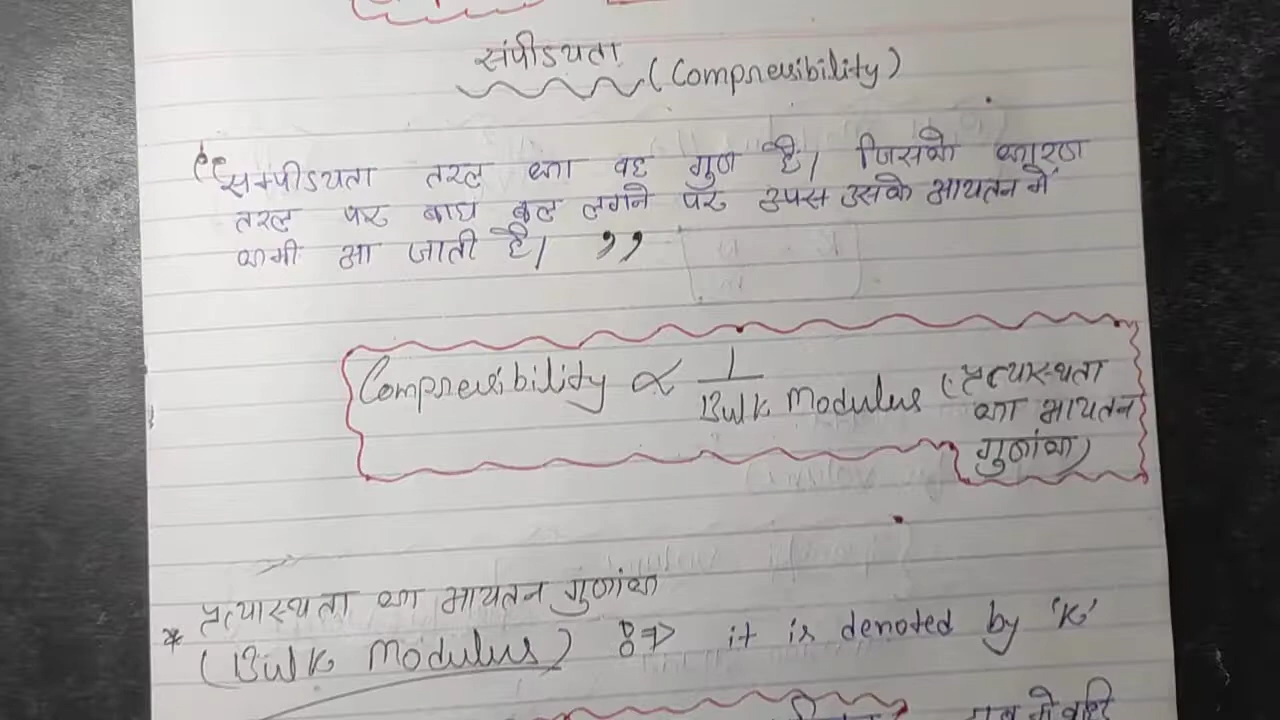 संपीड्यता (Compressibility)
“सम्पीड्यता तरल का वह गुण है। जिसके कारण
तरल पर बाह्य बल लगने पर उपस उसके आयतन में
कमी आ जाती है। ”
Compressibility ∝ 1
Bulk Modulus (प्रत्यास्थता
का आयतन
गुणांक)
प्रत्यास्थता का आयतन गुणांक
* (Bulk Modulus) :⇒ it is denoted by 'K'